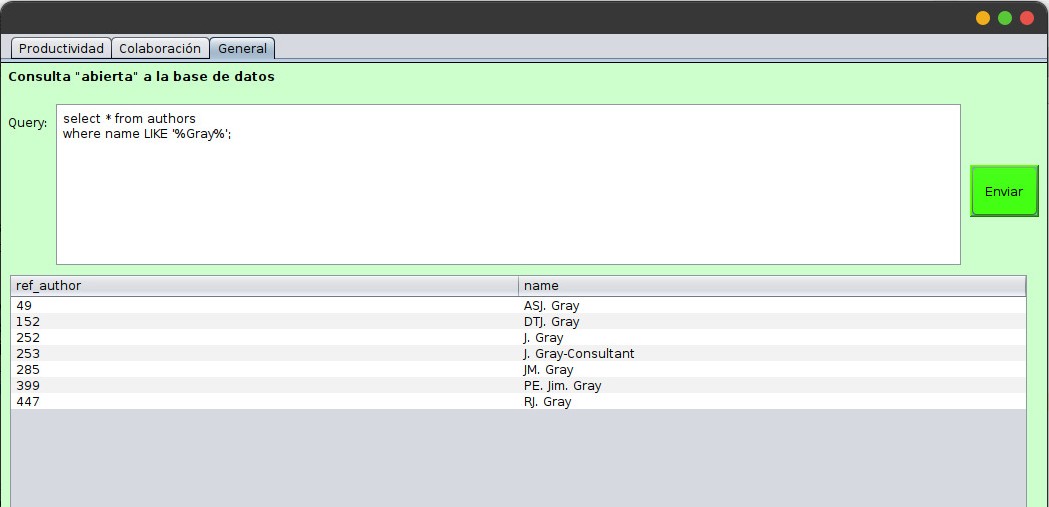 Productividad Colaboración General
Consulta "abierta" a la base de datos
Query:
select * from authors
where name LIKE '%Gray%';
Enviar
ref_author name
49 ASJ. Gray
152 DTJ. Gray
252 J. Gray
253 J. Gray-Consultant
285 JM. Gray
399 PE. Jim. Gray
447 RJ. Gray